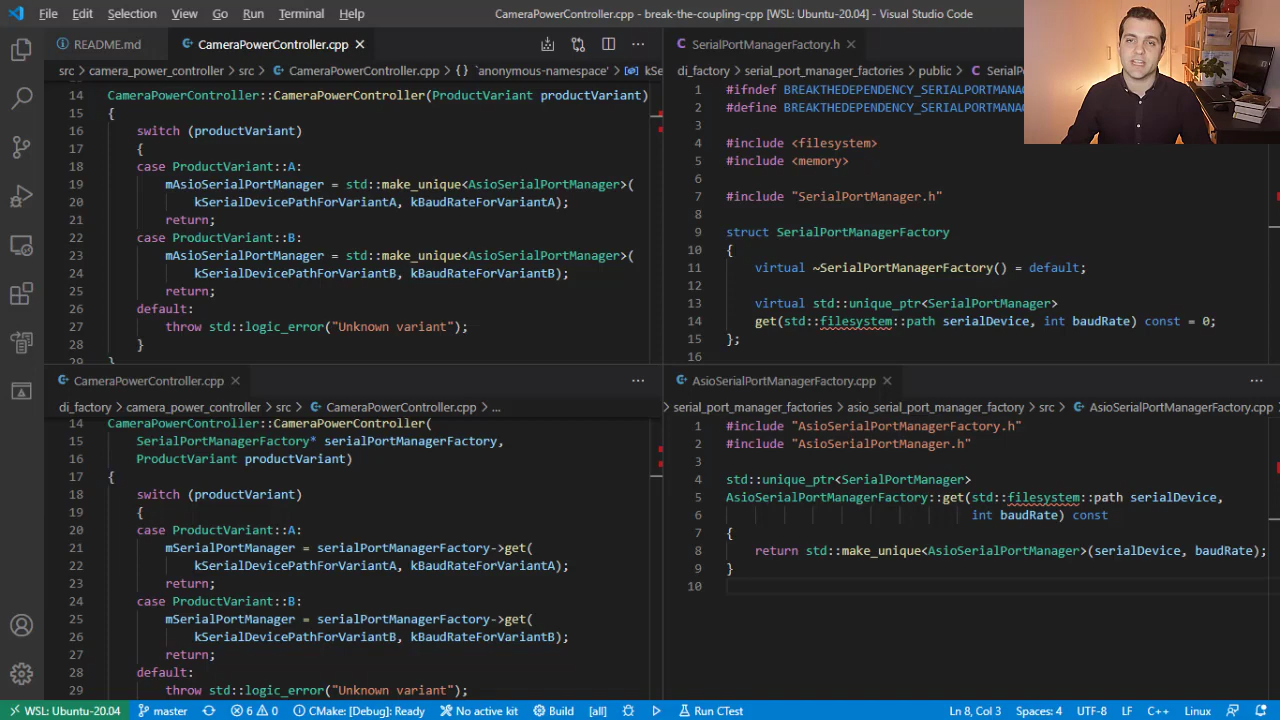 File Edit Selection View Go Run Terminal Help CameraPowerController.cpp - break-the-coupling-cpp [WSL: Ubuntu-20.04] - Visual Studio Code
README.md CameraPowerController.cpp
src > camera_power_controller > src > CameraPowerController.cpp > {} `anonymous-namespace' > kSe
14 CameraPowerController::CameraPowerController(ProductVariant productVariant)
15 {
16 switch (productVariant)
17 {
18 case ProductVariant::A:
19 mAsioSerialPortManager = std::make_unique<AsioSerialPortManager>(
20 kSerialDevicePathForVariantA, kBaudRateForVariantA);
21 return;
22 case ProductVariant::B:
23 mAsioSerialPortManager = std::make_unique<AsioSerialPortManager>(
24 kSerialDevicePathForVariantB, kBaudRateForVariantB);
25 return;
26 default:
27 throw std::logic_error("Unknown variant");
28 }
29 }
SerialPortManagerFactory.h
di_factory > serial_port_manager_factories > public > SerialPo
1 #ifndef BREAKTHEDEPENDENCY_SERIALPORTMANA
2 #define BREAKTHEDEPENDENCY_SERIALPORTMANAG
3
4 #include <filesystem>
5 #include <memory>
6
7 #include "SerialPortManager.h"
8
9 struct SerialPortManagerFactory
10 {
11 virtual ~SerialPortManagerFactory() = default;
12
13 virtual std::unique_ptr<SerialPortManager>
14 get(std::filesystem::path serialDevice, int baudRate) const = 0;
15 };
16
CameraPowerController.cpp
di_factory > camera_power_controller > src > CameraPowerController.cpp > ...
14 CameraPowerController::CameraPowerController(
15 SerialPortManagerFactory* serialPortManagerFactory,
16 ProductVariant productVariant)
17 {
18 switch (productVariant)
19 {
20 case ProductVariant::A:
21 mSerialPortManager = serialPortManagerFactory->get(
22 kSerialDevicePathForVariantA, kBaudRateForVariantA);
23 return;
24 case ProductVariant::B:
25 mSerialPortManager = serialPortManagerFactory->get(
26 kSerialDevicePathForVariantB, kBaudRateForVariantB);
27 return;
28 default:
29 throw std::logic_error("Unknown variant");
AsioSerialPortManagerFactory.cpp
> serial_port_manager_factories > asio_serial_port_manager_factory > src > AsioSerialPortManagerFactory.cpp
1 #include "AsioSerialPortManagerFactory.h"
2 #include "AsioSerialPortManager.h"
3
4 std::unique_ptr<SerialPortManager>
5 AsioSerialPortManagerFactory::get(std::filesystem::path serialDevice,
6 int baudRate) const
7 {
8 return std::make_unique<AsioSerialPortManager>(serialDevice, baudRate);
9 }
10
WSL: Ubuntu-20.04 master 6 0 CMake: [Debug]: Ready No active kit Build [all] Run CTest Ln 8, Col 3 Spaces: 4 UTF-8 LF C++ Linux